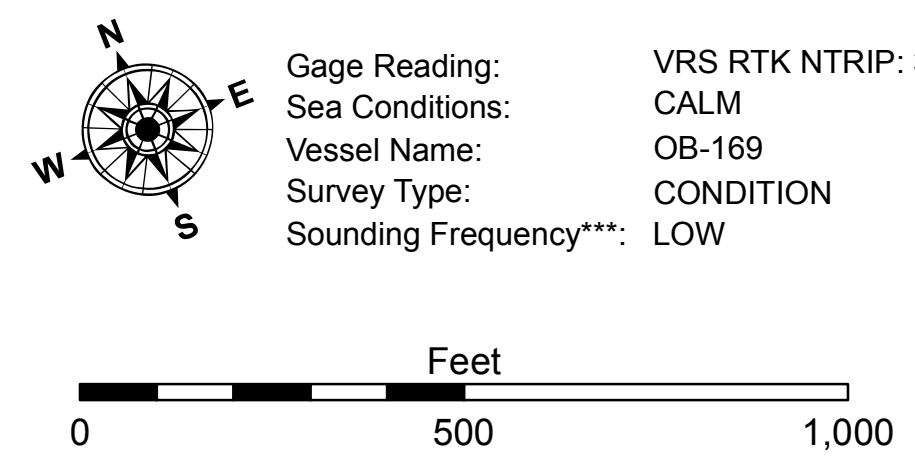 N
E
W
S
Gage Reading: VRS RTK NTRIP:
Sea Conditions: CALM
Vessel Name: OB-169
Survey Type: CONDITION
Sounding Frequency***: LOW
Feet
0 500 1,000